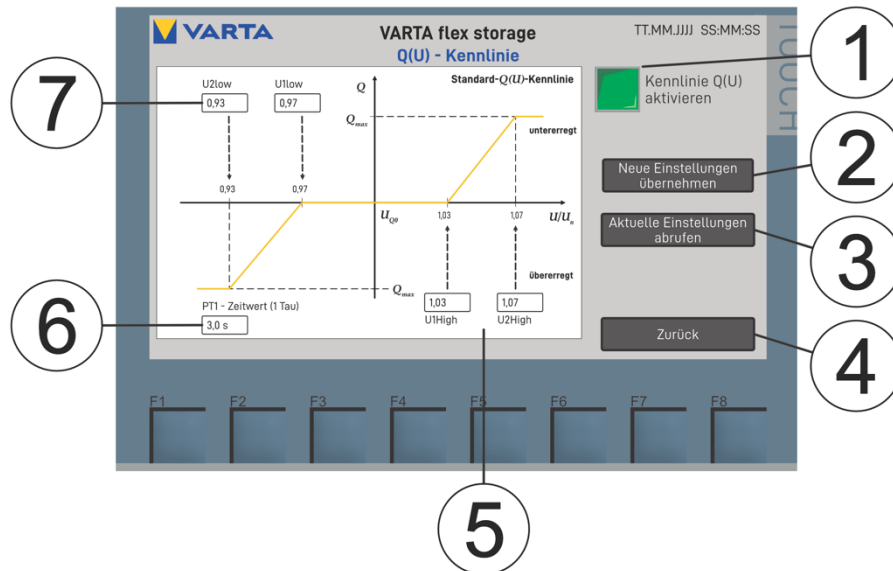 VARTA
VARTA flex storage
TT.MM.JJJJ SS:MM:SS
Q(U) - Kennlinie
TOUCH
1
Kennlinie Q(U)
aktivieren
7
U2low
U1low
0,93
0,97
Q
Standard-Q(U)-Kennlinie
Qmax
untererregt
2
Neue Einstellungen
übernehmen
0,93
0,97
UQ0
1,03
1,07
U/Un
3
Aktuelle Einstellungen
abrufen
übererregt
Qmax
6
PT1 - Zeitwert (1 Tau)
3,0 s
1,03
1,07
U1High
U2High
4
Zurück
F1
F2
F3
F4
F5
F6
F7
F8
5